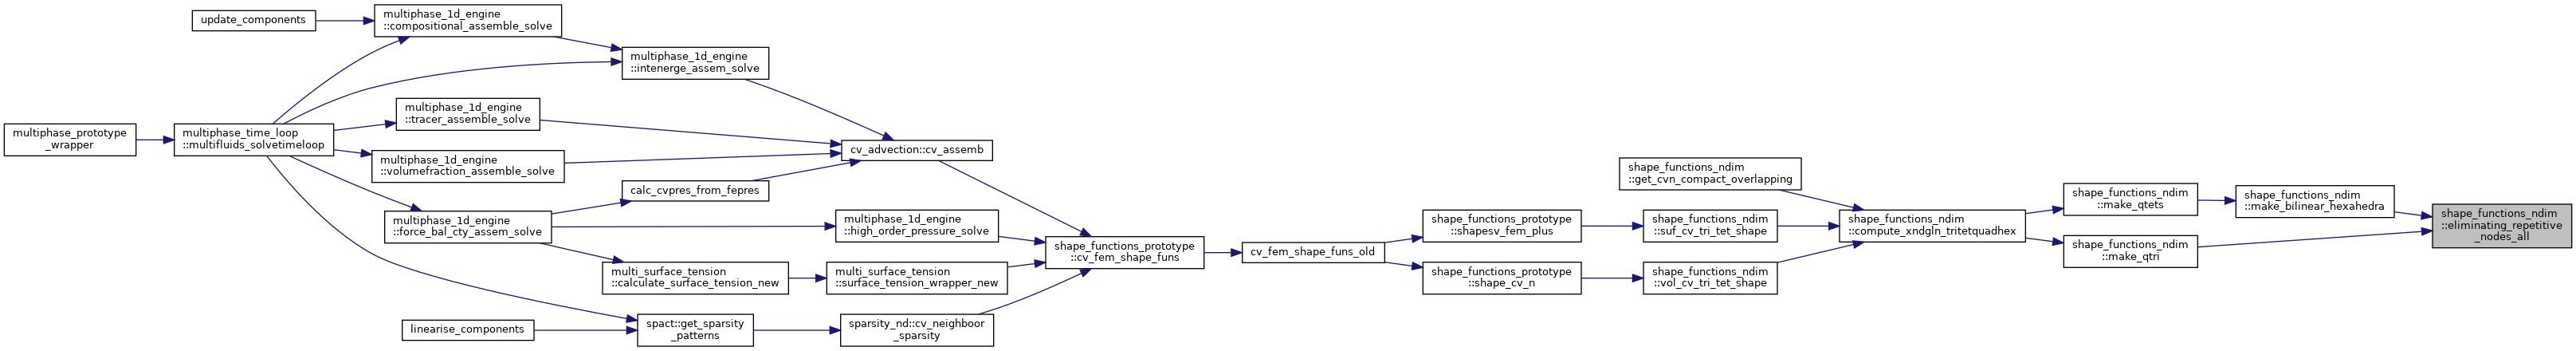 multiphase_prototype
_wrapper
multiphase_time_loop
::multifluids_solvetimeloop
update_components
multiphase_1d_engine
::compositional_assemble_solve
multiphase_1d_engine
::tracer_assemble_solve
multiphase_1d_engine
::volumefraction_assemble_solve
multiphase_1d_engine
::force_bal_cty_assem_solve
linearise_components
multiphase_1d_engine
::intenerge_assem_solve
calc_cvpres_from_fepres
multi_surface_tension
::calculate_surface_tension_new
spact::get_sparsity
_patterns
cv_advection::cv_assemb
multiphase_1d_engine
::high_order_pressure_solve
multi_surface_tension
::surface_tension_wrapper_new
sparsity_nd::cv_neighboor
_sparsity
shape_functions_prototype
::cv_fem_shape_funs
cv_fem_shape_funs_old
shape_functions_prototype
::shapesv_fem_plus
shape_functions_prototype
::shape_cv_n
shape_functions_ndim
::get_cvn_compact_overlapping
shape_functions_ndim
::suf_cv_tri_tet_shape
shape_functions_ndim
::vol_cv_tri_tet_shape
shape_functions_ndim
::compute_xndgln_tritetquadhex
shape_functions_ndim
::make_qtets
shape_functions_ndim
::make_qtri
shape_functions_ndim
::make_bilinear_hexahedra
shape_functions_ndim
::eliminating_repetitive
_nodes_all